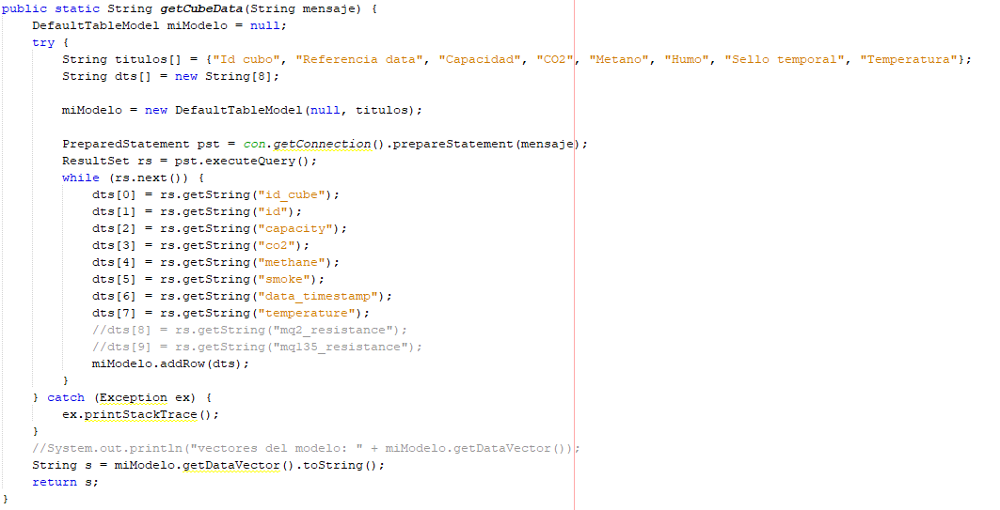 public static String getCubeData(String mensaje) {
    DefaultTableModel miModelo = null;
    try {
        String titulos[] = {"Id cubo", "Referencia data", "Capacidad", "CO2", "Metano", "Humo", "Sello temporal", "Temperatura"};
        String dts[] = new String[8];

        miModelo = new DefaultTableModel(null, titulos);

        PreparedStatement pst = con.getConnection().prepareStatement(mensaje);
        ResultSet rs = pst.executeQuery();
        while (rs.next()) {
            dts[0] = rs.getString("id_cube");
            dts[1] = rs.getString("id");
            dts[2] = rs.getString("capacity");
            dts[3] = rs.getString("co2");
            dts[4] = rs.getString("methane");
            dts[5] = rs.getString("smoke");
            dts[6] = rs.getString("data_timestamp");
            dts[7] = rs.getString("temperature");
            //dts[8] = rs.getString("mq2_resistance");
            //dts[9] = rs.getString("mq135_resistance");
            miModelo.addRow(dts);
        }
    } catch (Exception ex) {
        ex.printStackTrace();
    }
    //System.out.println("vectores del modelo: " + miModelo.getDataVector());
    String s = miModelo.getDataVector().toString();
    return s;
}